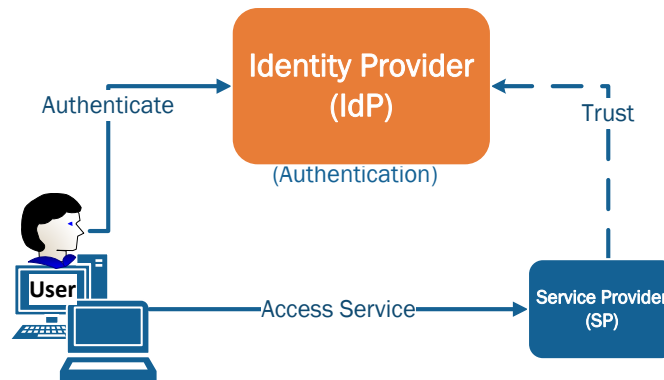 Identity Provider
(IdP)
Authenticate
Trust
(Authentication)
User
Access Service
Service Provider
(SP)